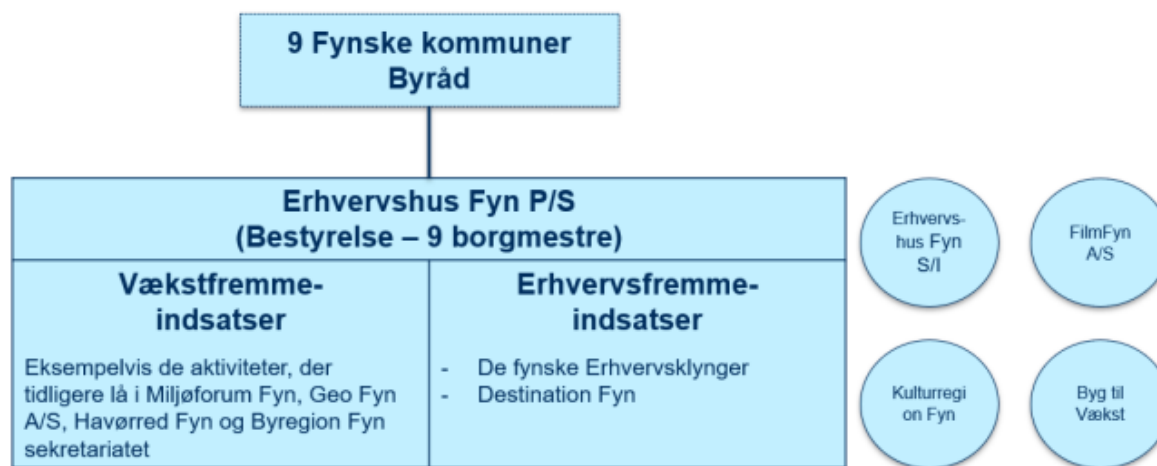 9 Fynske kommuner
Byråd
Erhvervshus Fyn P/S
(Bestyrelse – 9 borgmestre)
Vækstfremme-
indsatser
Eksempelvis de aktiviteter, der
tidligere lå i Miljøforum Fyn, Geo Fyn
A/S, Havørred Fyn og Byregion Fyn
sekretariatet
Erhvervsfremme-
indsatser
- De fynske Erhvervsklynger
- Destination Fyn
Erhvervs-
hus Fyn
S/I
FilmFyn
A/S
Kulturregi
on Fyn
Byg til
Vækst